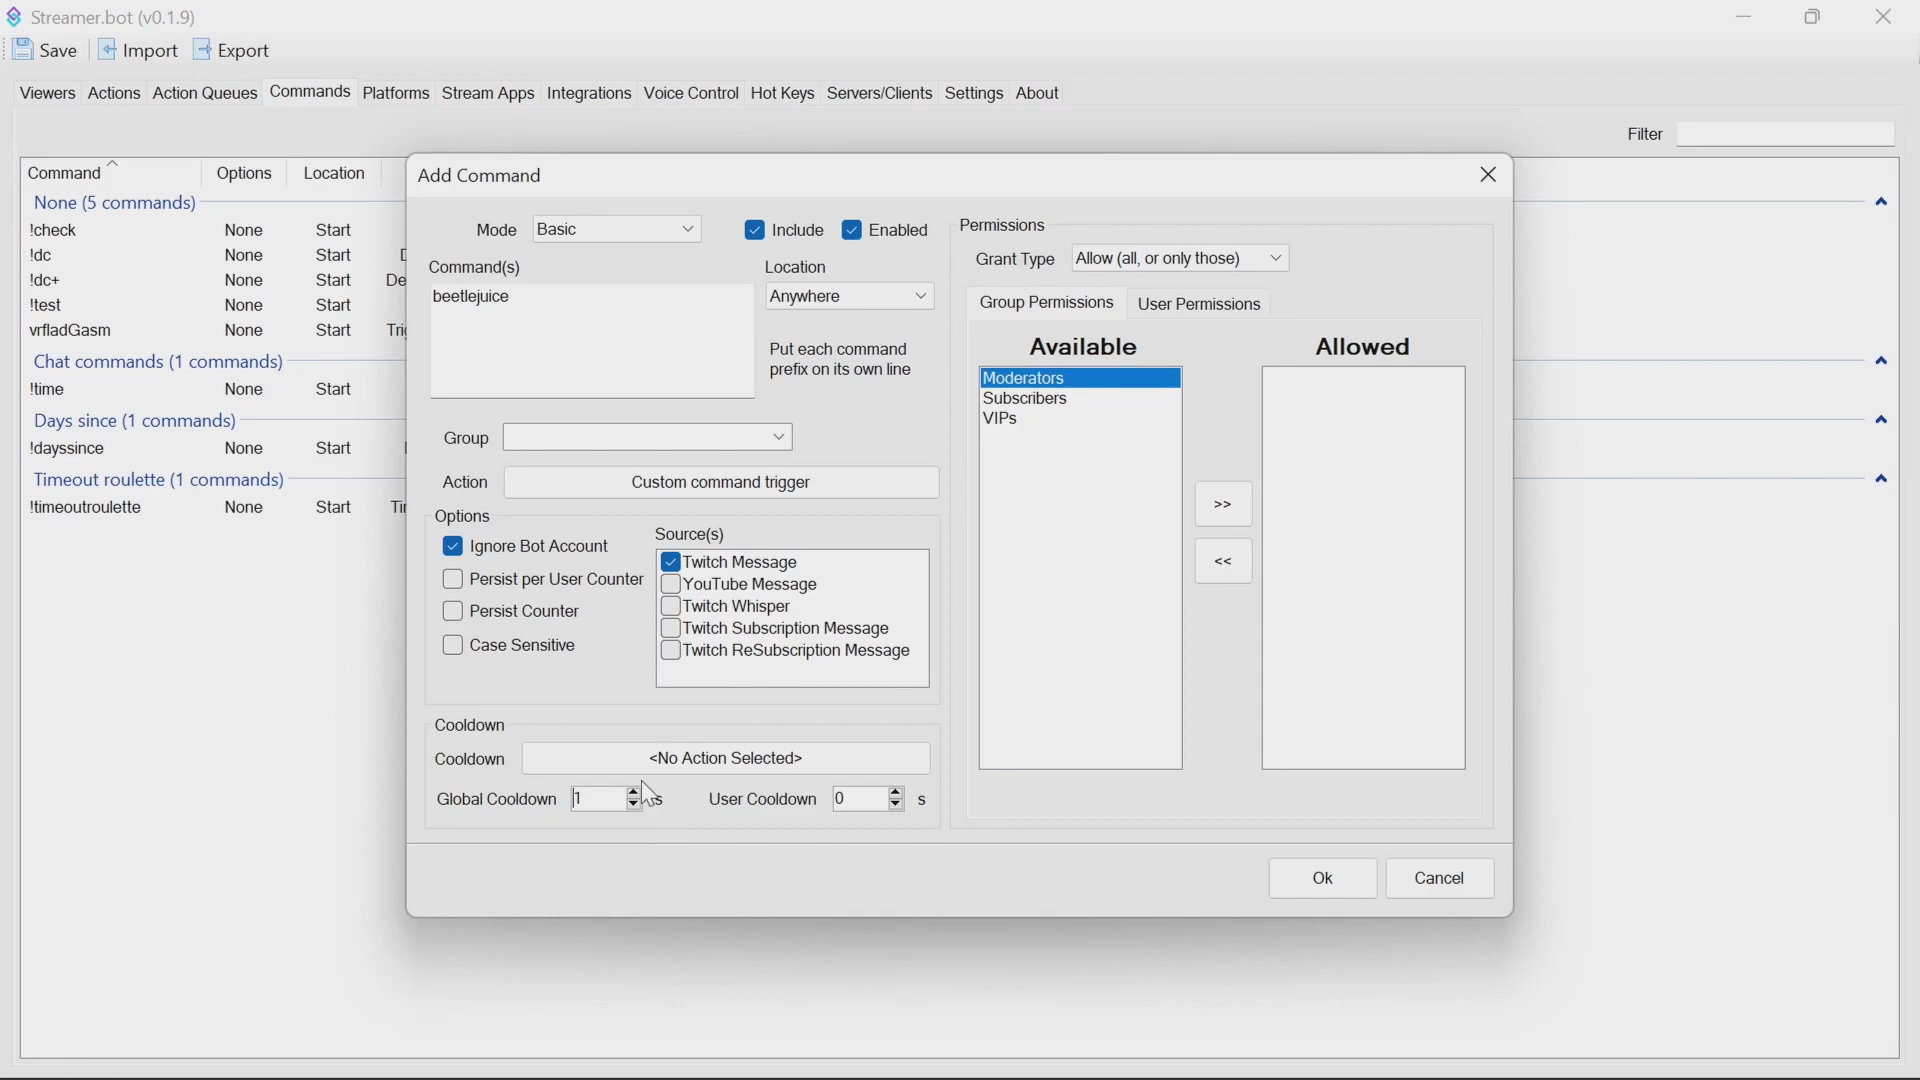 Streamer.bot (v0.1.9)
Save Import Export
Viewers Actions Action Queues Commands Platforms Stream Apps Integrations Voice Control Hot Keys Servers/Clients Settings About
Filter
Command Options Location
None (5 commands)
!check None Start
!dc None Start
!dc+ None Start De
!test None Start
vrfladGasm None Start
Chat commands (1 commands)
!time None Start
Days since (1 commands)
!dayssince None Start
Timeout roulette (1 commands)
!timeoutroulette None Start
Add Command
Mode Basic Include Enabled
Command(s) Location
beetlejuice Anywhere
Put each command
prefix on its own line
Group
Action Custom command trigger
Options
Ignore Bot Account
Persist per User Counter
Persist Counter
Case Sensitive
Source(s)
Twitch Message
YouTube Message
Twitch Whisper
Twitch Subscription Message
Twitch ReSubscription Message
Cooldown
Cooldown <No Action Selected>
Global Cooldown 1 s User Cooldown 0 s
Permissions
Grant Type Allow (all, or only those)
Group Permissions User Permissions
Available Allowed
Moderators
Subscribers
VIPs
>>
<<
Ok Cancel